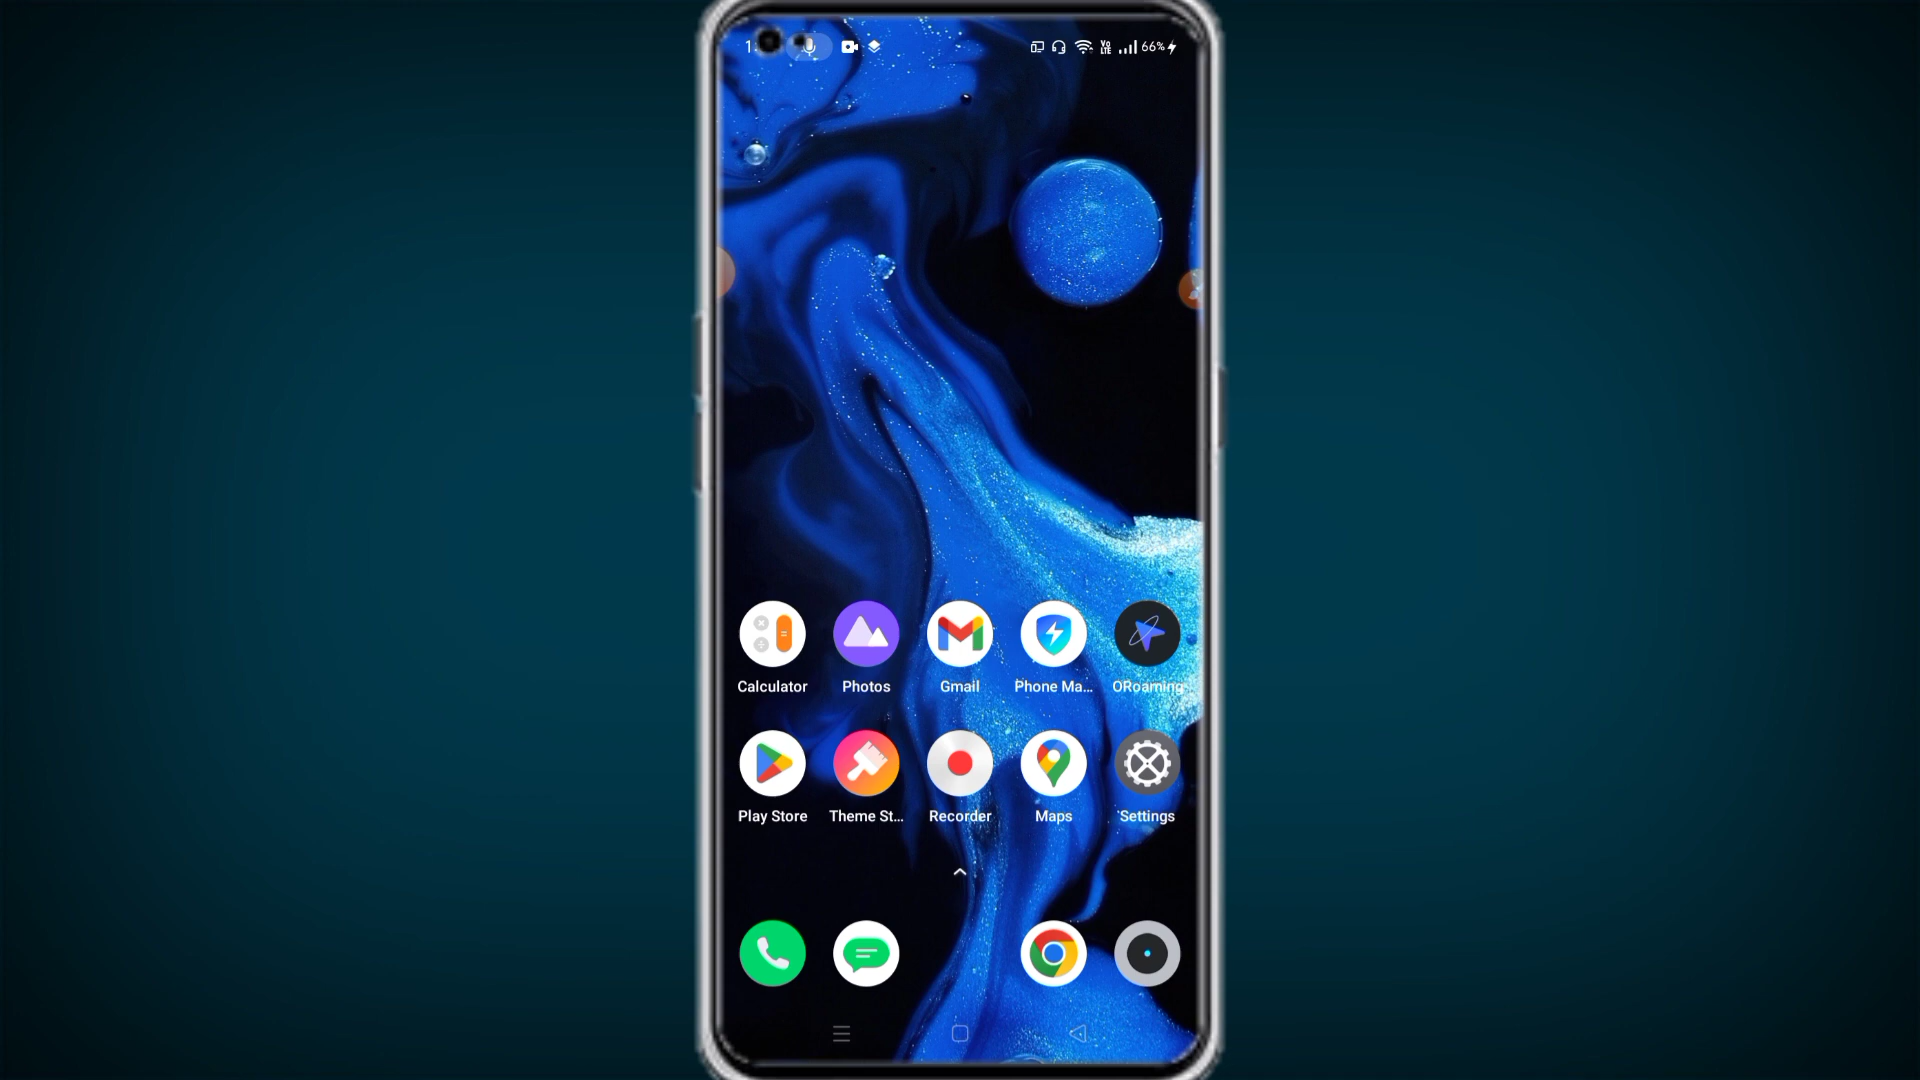 66%
Calculator Photos Gmail Phone Ma... ORoaming
Play Store Theme St... Recorder Maps Settings